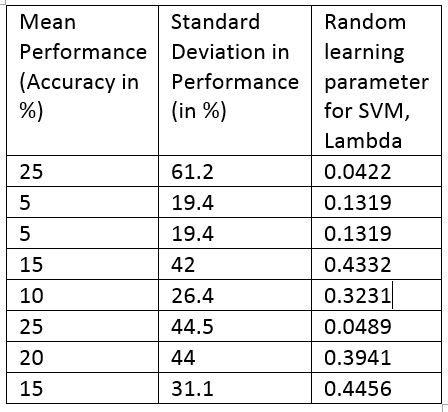 Mean Performance (Accuracy in %) Standard Deviation in Performance (in %) Random learning parameter for SVM, Lambda
25 61.2 0.0422
5 19.4 0.1319
5 19.4 0.1319
15 42 0.4332
10 26.4 0.3231
25 44.5 0.0489
20 44 0.3941
15 31.1 0.4456